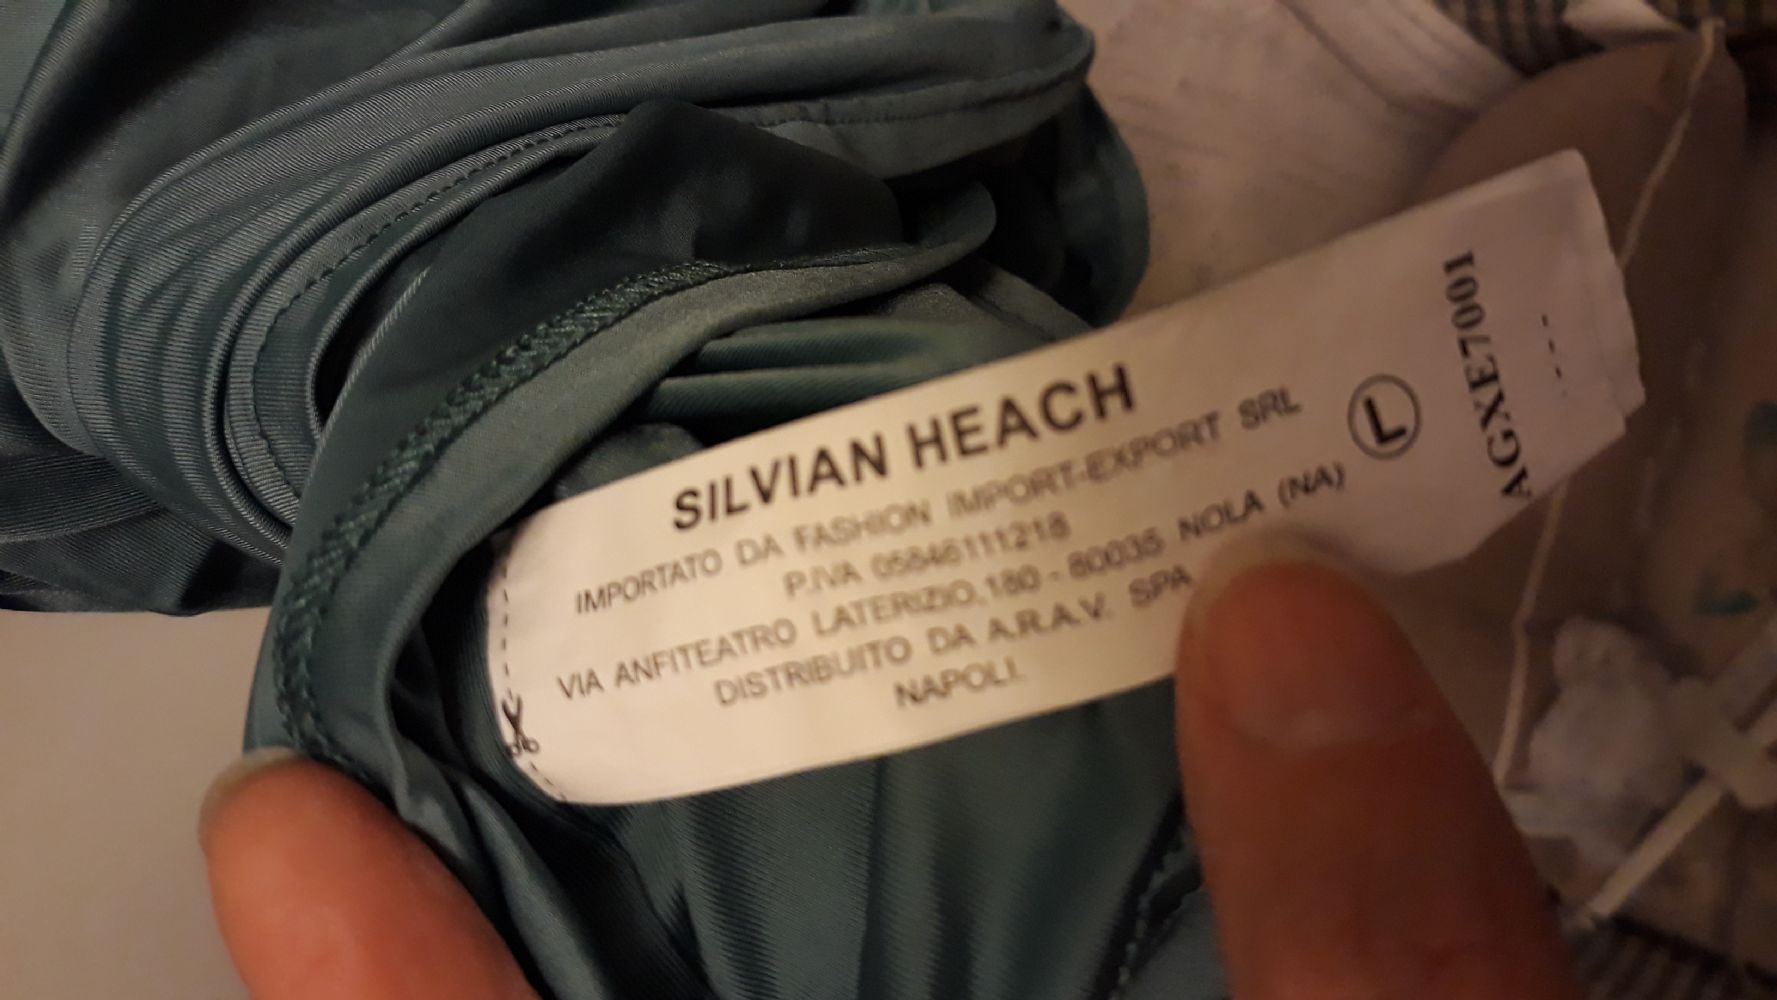 SILVIAN HEACH
IMPORTATO DA FASHION IMPORT-EXPORT SRL
P.IVA 05846111218
VIA ANFITEATRO LATERIZIO,180 - 80035 NOLA (NA)
DISTRIBUITO DA A.R.A.V. SPA
NAPOLI.
L
AGXE7001